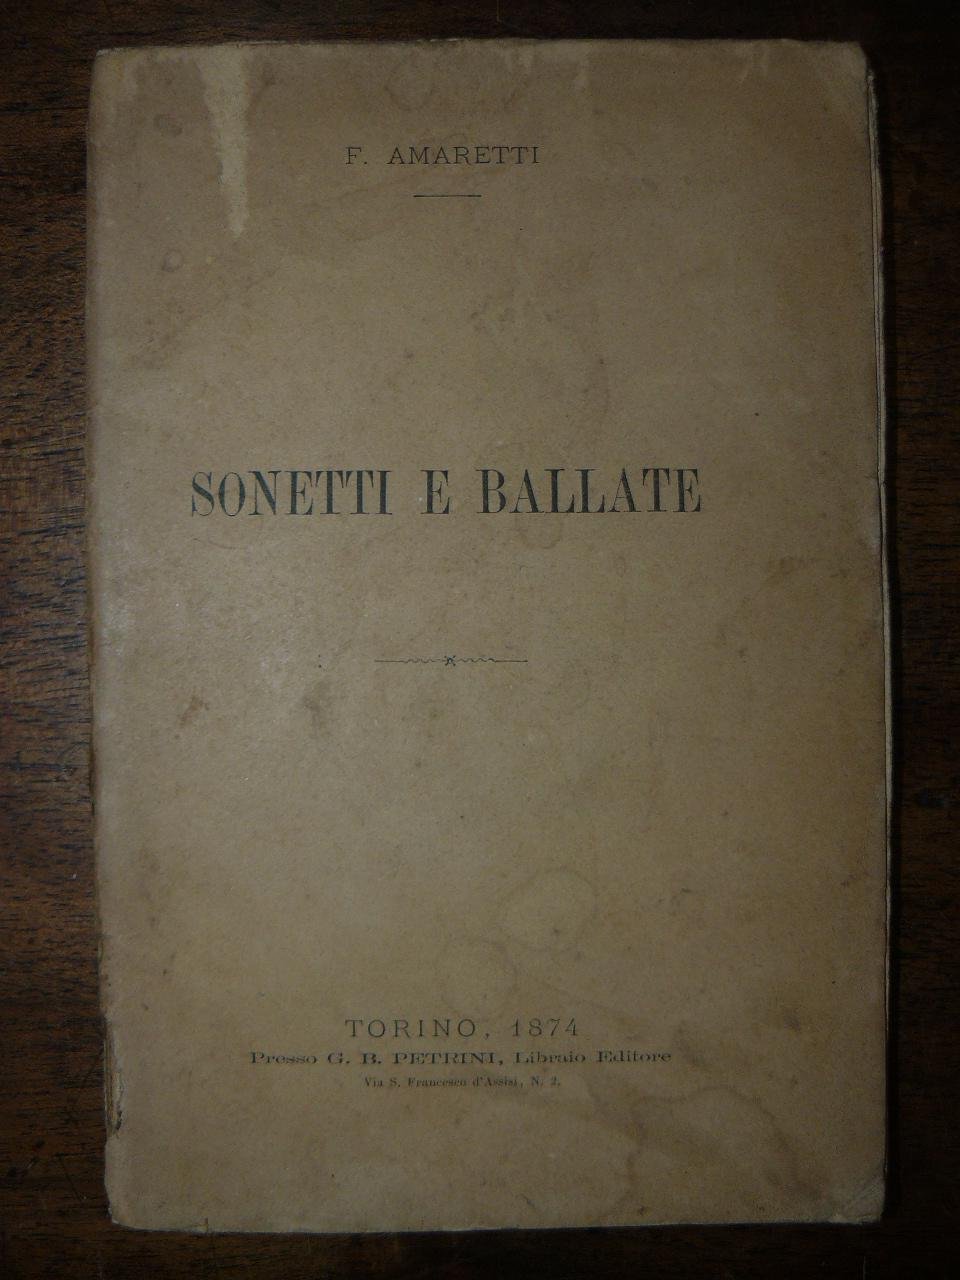 F. AMARETTI
SONETTI E BALLATE
TORINO, 1874
Presso G. B. PETRINI, Libraio Editore
Via S. Francesco d'Assisi, N. 2.